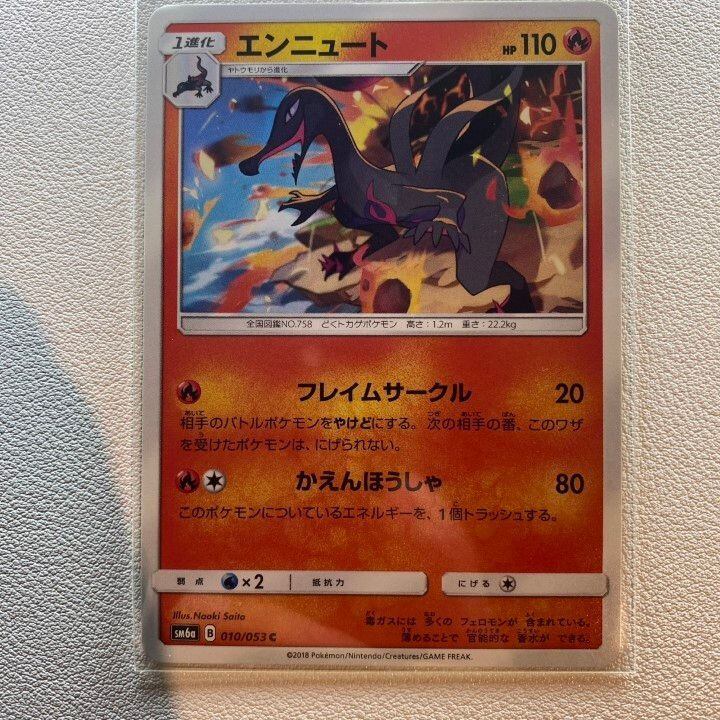 1進化
エンニュート
HP 110
ヤトウモリから進化
全国図鑑NO.758 どくトカゲポケモン 高さ:1.2m 重さ:22.2kg
フレイムサークル 20
相手のバトルポケモンをやけどにする。次の相手の番、このワザ
を受けたポケモンは、にげられない。
かえんほうしゃ 80
このポケモンについているエネルギーを、1個トラッシュする。
弱点 ×2 抵抗力 にげる
Illus.Naoki Saito
毒ガスには 多くの フェロモンが 含まれている。
薄めることで 官能的な 香水が できる。
SM6a B 010/053 C
©2018 Pokémon/Nintendo/Creatures/GAME FREAK.